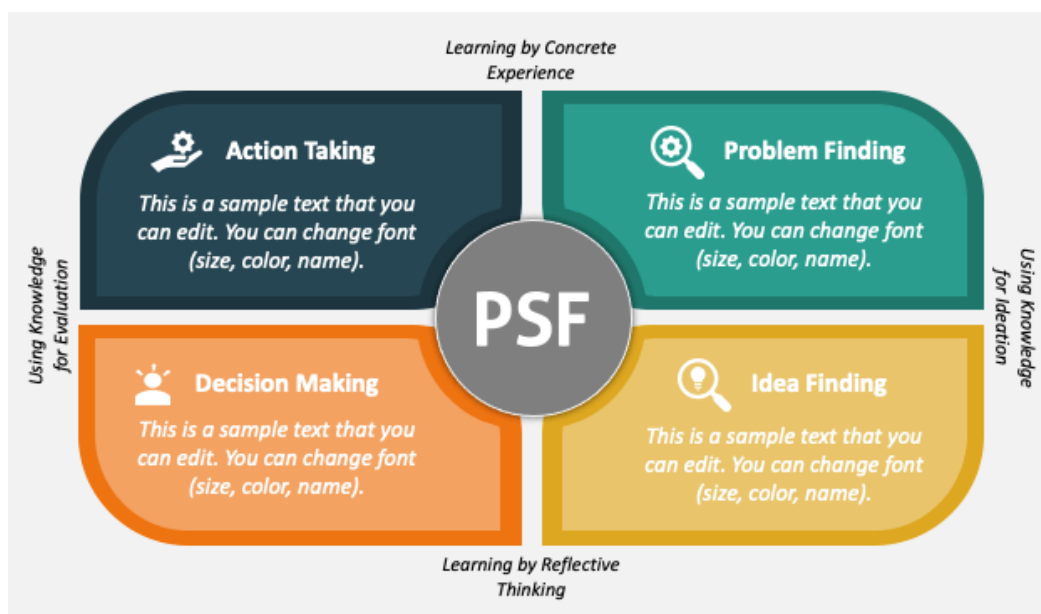 Learning by Concrete
Experience
Action Taking
This is a sample text that you
can edit. You can change font
(size, color, name).
Problem Finding
This is a sample text that you
can edit. You can change font
(size, color, name).
Using Knowledge
for Evaluation
PSF
Using Knowledge
for Ideation
Decision Making
This is a sample text that you
can edit. You can change font
(size, color, name).
Idea Finding
This is a sample text that you
can edit. You can change font
(size, color, name).
Learning by Reflective
Thinking